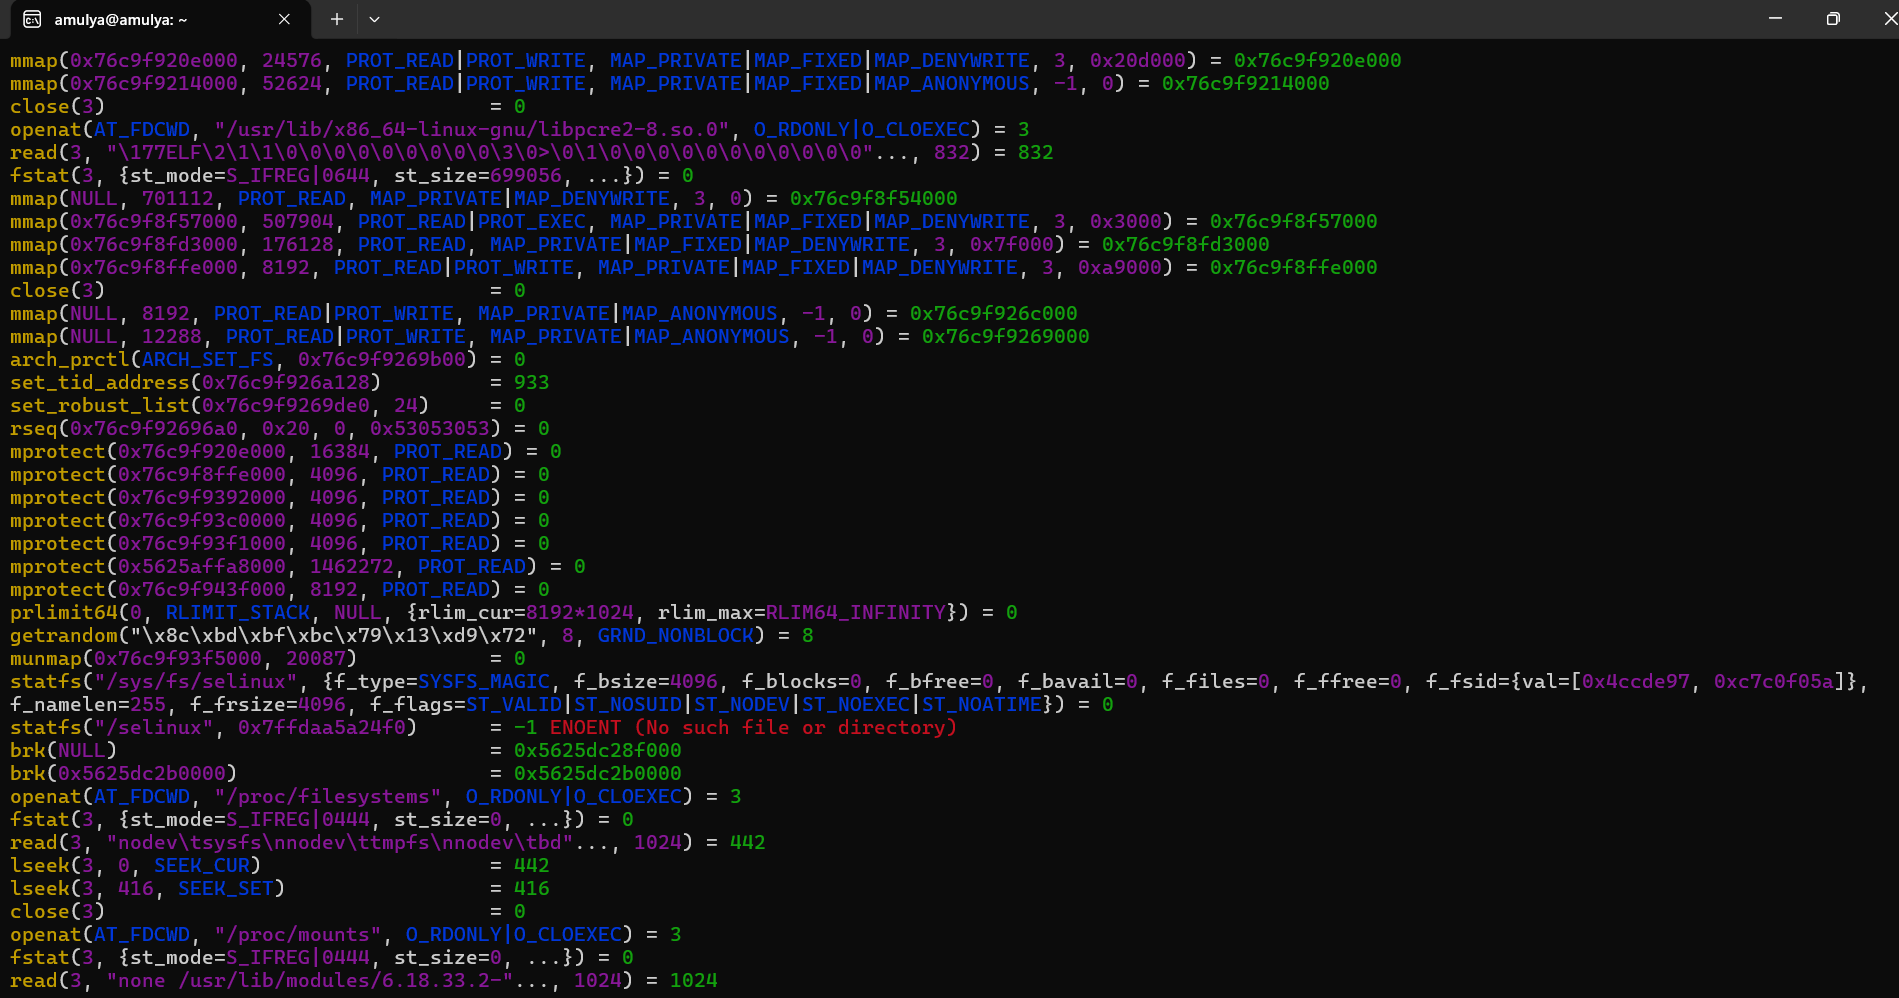 amulya@amulya: ~
mmap(0x76c9f920e000, 24576, PROT_READ|PROT_WRITE, MAP_PRIVATE|MAP_FIXED|MAP_DENYWRITE, 3, 0x20d000) = 0x76c9f920e000
mmap(0x76c9f9214000, 52624, PROT_READ|PROT_WRITE, MAP_PRIVATE|MAP_FIXED|MAP_ANONYMOUS, -1, 0) = 0x76c9f9214000
close(3) = 0
openat(AT_FDCWD, "/usr/lib/x86_64-linux-gnu/libpcre2-8.so.0", O_RDONLY|O_CLOEXEC) = 3
read(3, "\177ELF\2\1\1\0\0\0\0\0\0\0\0\0\3\0>\0\1\0\0\0\0\0\0\0\0\0\0\0"..., 832) = 832
fstat(3, {st_mode=S_IFREG|0644, st_size=699056, ...}) = 0
mmap(NULL, 701112, PROT_READ, MAP_PRIVATE|MAP_DENYWRITE, 3, 0) = 0x76c9f8f54000
mmap(0x76c9f8f57000, 507904, PROT_READ|PROT_EXEC, MAP_PRIVATE|MAP_FIXED|MAP_DENYWRITE, 3, 0x3000) = 0x76c9f8f57000
mmap(0x76c9f8fd3000, 176128, PROT_READ, MAP_PRIVATE|MAP_FIXED|MAP_DENYWRITE, 3, 0x7f000) = 0x76c9f8fd3000
mmap(0x76c9f8ffe000, 8192, PROT_READ|PROT_WRITE, MAP_PRIVATE|MAP_FIXED|MAP_DENYWRITE, 3, 0xa9000) = 0x76c9f8ffe000
close(3) = 0
mmap(NULL, 8192, PROT_READ|PROT_WRITE, MAP_PRIVATE|MAP_ANONYMOUS, -1, 0) = 0x76c9f926c000
mmap(NULL, 12288, PROT_READ|PROT_WRITE, MAP_PRIVATE|MAP_ANONYMOUS, -1, 0) = 0x76c9f9269000
arch_prctl(ARCH_SET_FS, 0x76c9f9269b00) = 0
set_tid_address(0x76c9f926a128) = 933
set_robust_list(0x76c9f9269de0, 24) = 0
rseq(0x76c9f92696a0, 0x20, 0, 0x53053053) = 0
mprotect(0x76c9f920e000, 16384, PROT_READ) = 0
mprotect(0x76c9f8ffe000, 4096, PROT_READ) = 0
mprotect(0x76c9f9392000, 4096, PROT_READ) = 0
mprotect(0x76c9f93c0000, 4096, PROT_READ) = 0
mprotect(0x76c9f93f1000, 4096, PROT_READ) = 0
mprotect(0x5625affa8000, 1462272, PROT_READ) = 0
mprotect(0x76c9f943f000, 8192, PROT_READ) = 0
prlimit64(0, RLIMIT_STACK, NULL, {rlim_cur=8192*1024, rlim_max=RLIM64_INFINITY}) = 0
getrandom("\x8c\xbd\xbf\xbc\x79\x13\xd9\x72", 8, GRND_NONBLOCK) = 8
munmap(0x76c9f93f5000, 20087) = 0
statfs("/sys/fs/selinux", {f_type=SYSFS_MAGIC, f_bsize=4096, f_blocks=0, f_bfree=0, f_bavail=0, f_files=0, f_ffree=0, f_fsid={val=[0x4ccde97, 0xc7c0f05a]},
f_namelen=255, f_frsize=4096, f_flags=ST_VALID|ST_NOSUID|ST_NODEV|ST_NOEXEC|ST_NOATIME}) = 0
statfs("/selinux", 0x7ffdaa5a24f0) = -1 ENOENT (No such file or directory)
brk(NULL) = 0x5625dc28f000
brk(0x5625dc2b0000) = 0x5625dc2b0000
openat(AT_FDCWD, "/proc/filesystems", O_RDONLY|O_CLOEXEC) = 3
fstat(3, {st_mode=S_IFREG|0444, st_size=0, ...}) = 0
read(3, "nodev\tsysfs\nnodev\ttmpfs\nnodev\tbd"..., 1024) = 442
lseek(3, 0, SEEK_CUR) = 442
lseek(3, 416, SEEK_SET) = 416
close(3) = 0
openat(AT_FDCWD, "/proc/mounts", O_RDONLY|O_CLOEXEC) = 3
fstat(3, {st_mode=S_IFREG|0444, st_size=0, ...}) = 0
read(3, "none /usr/lib/modules/6.18.33.2-"..., 1024) = 1024